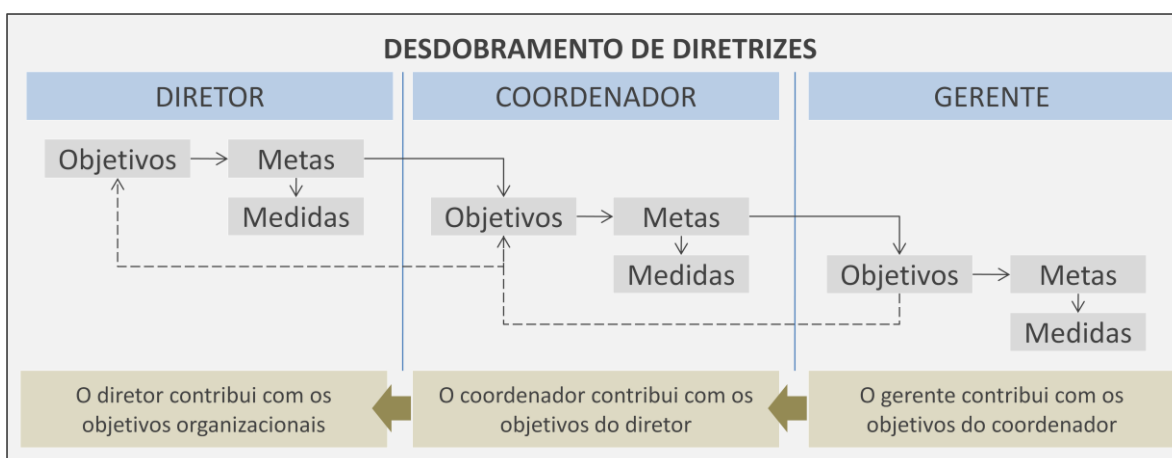 DESDOBRAMENTO DE DIRETRIZES
DIRETOR
COORDENADOR
GERENTE
Objetivos
Metas
Medidas
Objetivos
Metas
Medidas
Objetivos
Metas
Medidas
O diretor contribui com os
objetivos organizacionais
O coordenador contribui com os
objetivos do diretor
O gerente contribui com os
objetivos do coordenador